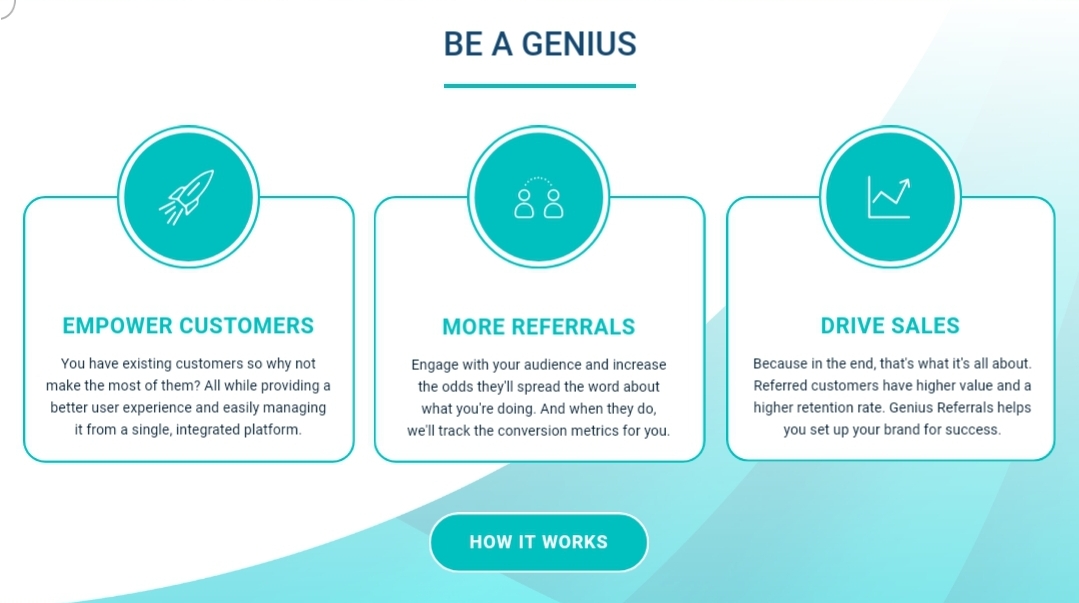 BE A GENIUS
EMPOWER CUSTOMERS
You have existing customers so why not
make the most of them? All while providing a
better user experience and easily managing
it from a single, integrated platform.
MORE REFERRALS
Engage with your audience and increase
the odds they'll spread the word about
what you're doing. And when they do,
we'll track the conversion metrics for you.
DRIVE SALES
Because in the end, that's what it's all about.
Referred customers have higher value and a
higher retention rate. Genius Referrals helps
you set up your brand for success.
HOW IT WORKS